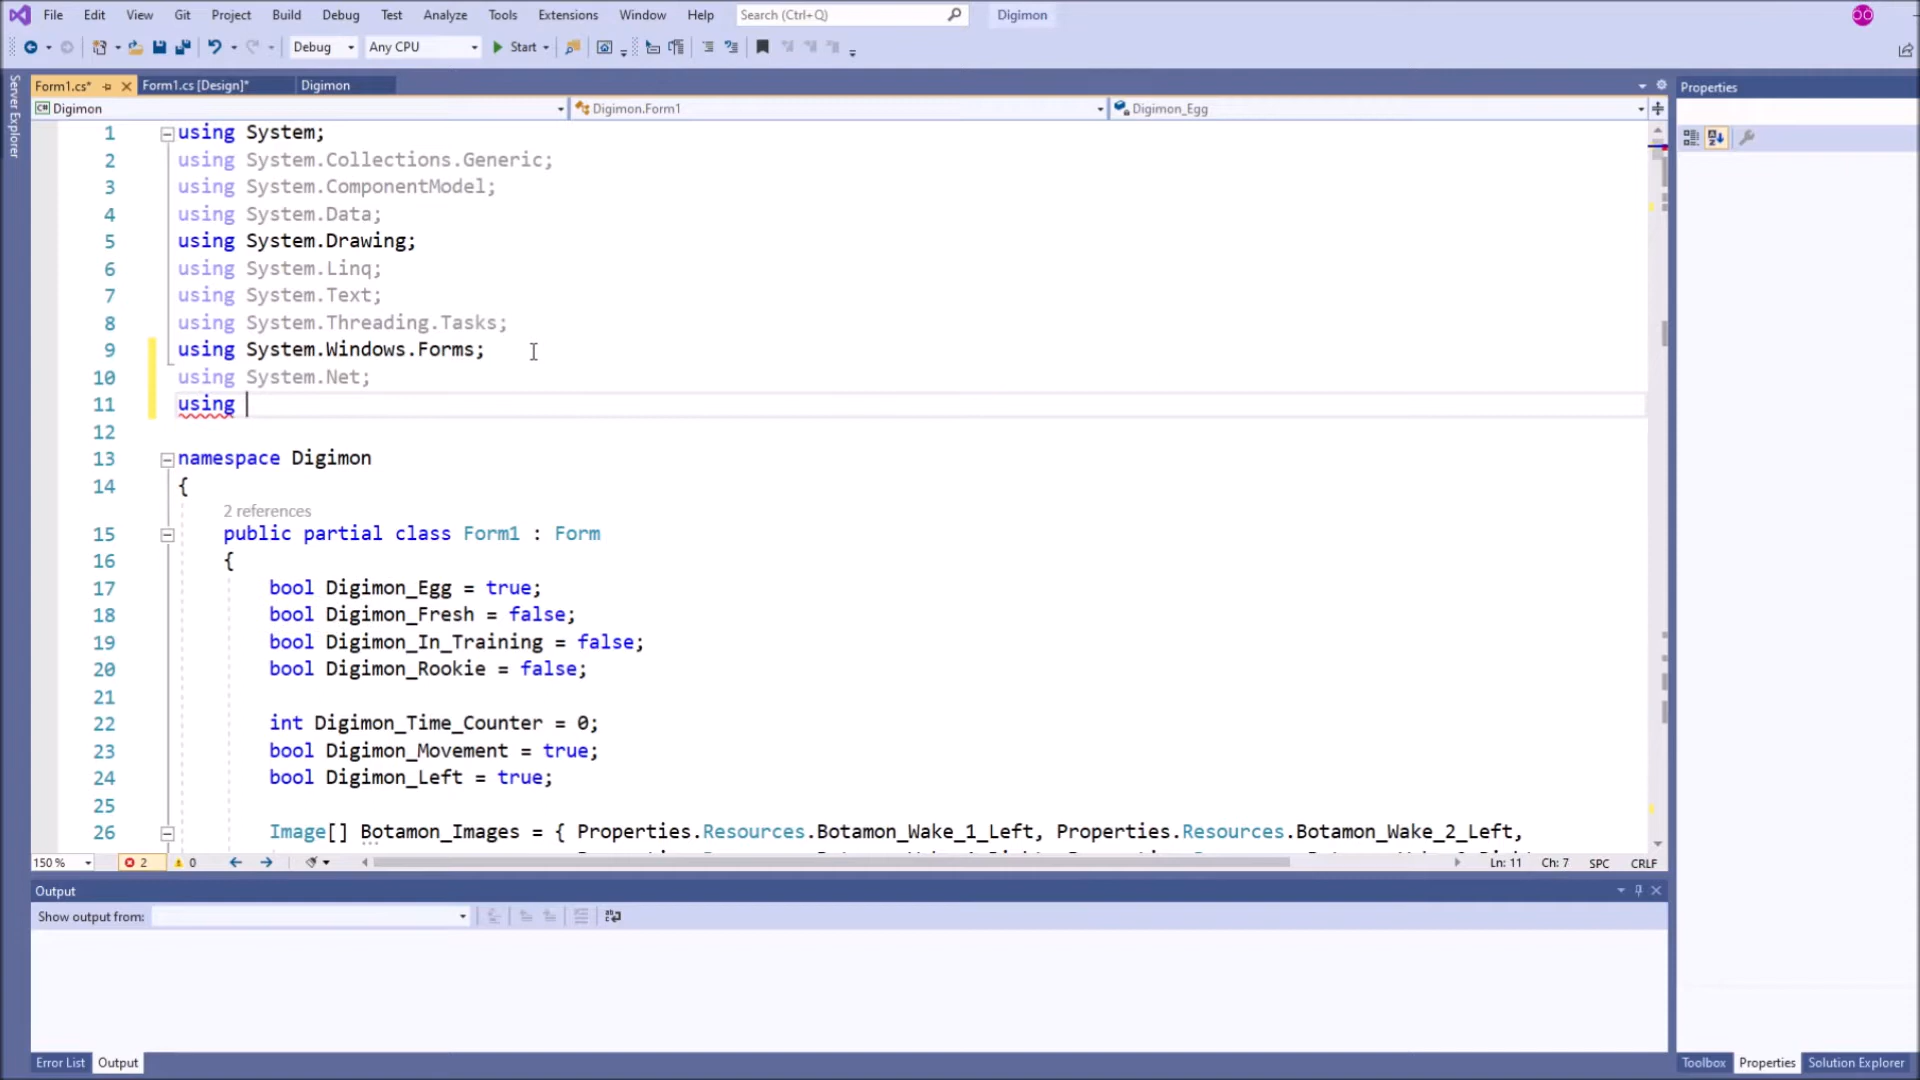 File Edit View Git Project Build Debug Test Analyze Tools Extensions Window Help Search (Ctrl+Q) Digimon
Debug Any CPU Start
Server Explorer
Form1.cs* Form1.cs [Design]* Digimon Properties
Digimon Digimon.Form1 Digimon_Egg
1 using System;
2 using System.Collections.Generic;
3 using System.ComponentModel;
4 using System.Data;
5 using System.Drawing;
6 using System.Linq;
7 using System.Text;
8 using System.Threading.Tasks;
9 using System.Windows.Forms;
10 using System.Net;
11 using
12
13 namespace Digimon
14 {
2 references
15 public partial class Form1 : Form
16 {
17 bool Digimon_Egg = true;
18 bool Digimon_Fresh = false;
19 bool Digimon_In_Training = false;
20 bool Digimon_Rookie = false;
21
22 int Digimon_Time_Counter = 0;
23 bool Digimon_Movement = true;
24 bool Digimon_Left = true;
25
26 Image[] Botamon_Images = { Properties.Resources.Botamon_Wake_1_Left, Properties.Resources.Botamon_Wake_2_Left,
150 % 2 0 Ln: 11 Ch: 7 SPC CRLF
Output
Show output from:
Error List Output Toolbox Properties Solution Explorer